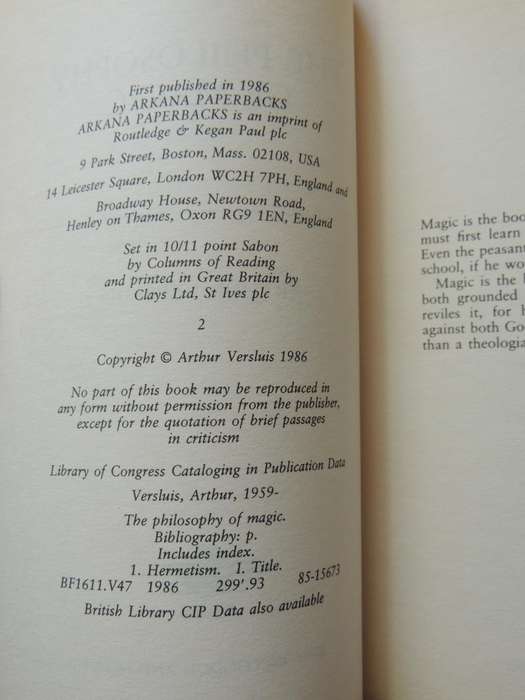 First published in 1986
by ARKANA PAPERBACKS
ARKANA PAPERBACKS is an imprint of
Routledge & Kegan Paul plc
9 Park Street, Boston, Mass. 02108, USA
14 Leicester Square, London WC2H 7PH, England and
Broadway House, Newtown Road,
Henley on Thames, Oxon RG9 1EN, England
Set in 10/11 point Sabon
by Columns of Reading
and printed in Great Britain by
Clays Ltd, St Ives plc
2
Copyright © Arthur Versluis 1986
No part of this book may be reproduced in
any form without permission from the publisher,
except for the quotation of brief passages
in criticism
Library of Congress Cataloging in Publication Data
Versluis, Arthur, 1959-
The philosophy of magic.
Bibliography: p.
Includes index.
1. Hermetism. I. Title.
BF1611.V47 1986 299'.93 85-15673
British Library CIP Data also available
Magic is the boo
must first learn
Even the peasant
school, if he wo
Magic is the
both grounded
reviles it, for
against both Go
than a theologia